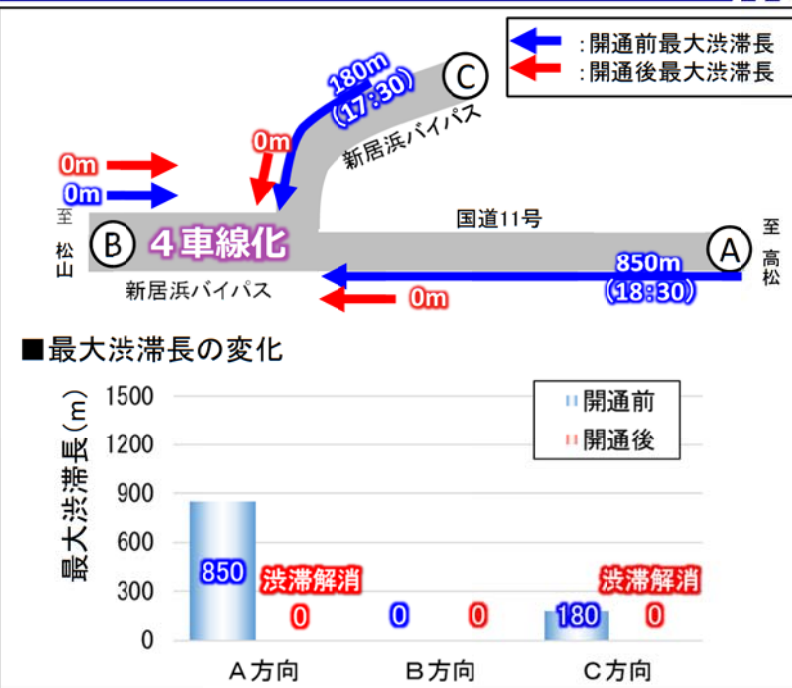 :開通前最大渋滞長
:開通後最大渋滞長
180m
(17:30)
C
新居浜バイパス
0m
0m
0m
至 松山
B
4車線化
新居浜バイパス
国道11号
A
至 高松
850m
(18:30)
0m
■最大渋滞長の変化
最大渋滞長(m)
1500
1200
900
600
300
0
開通前
開通後
850
渋滞解消
0
0
0
180
渋滞解消
0
A方向
B方向
C方向